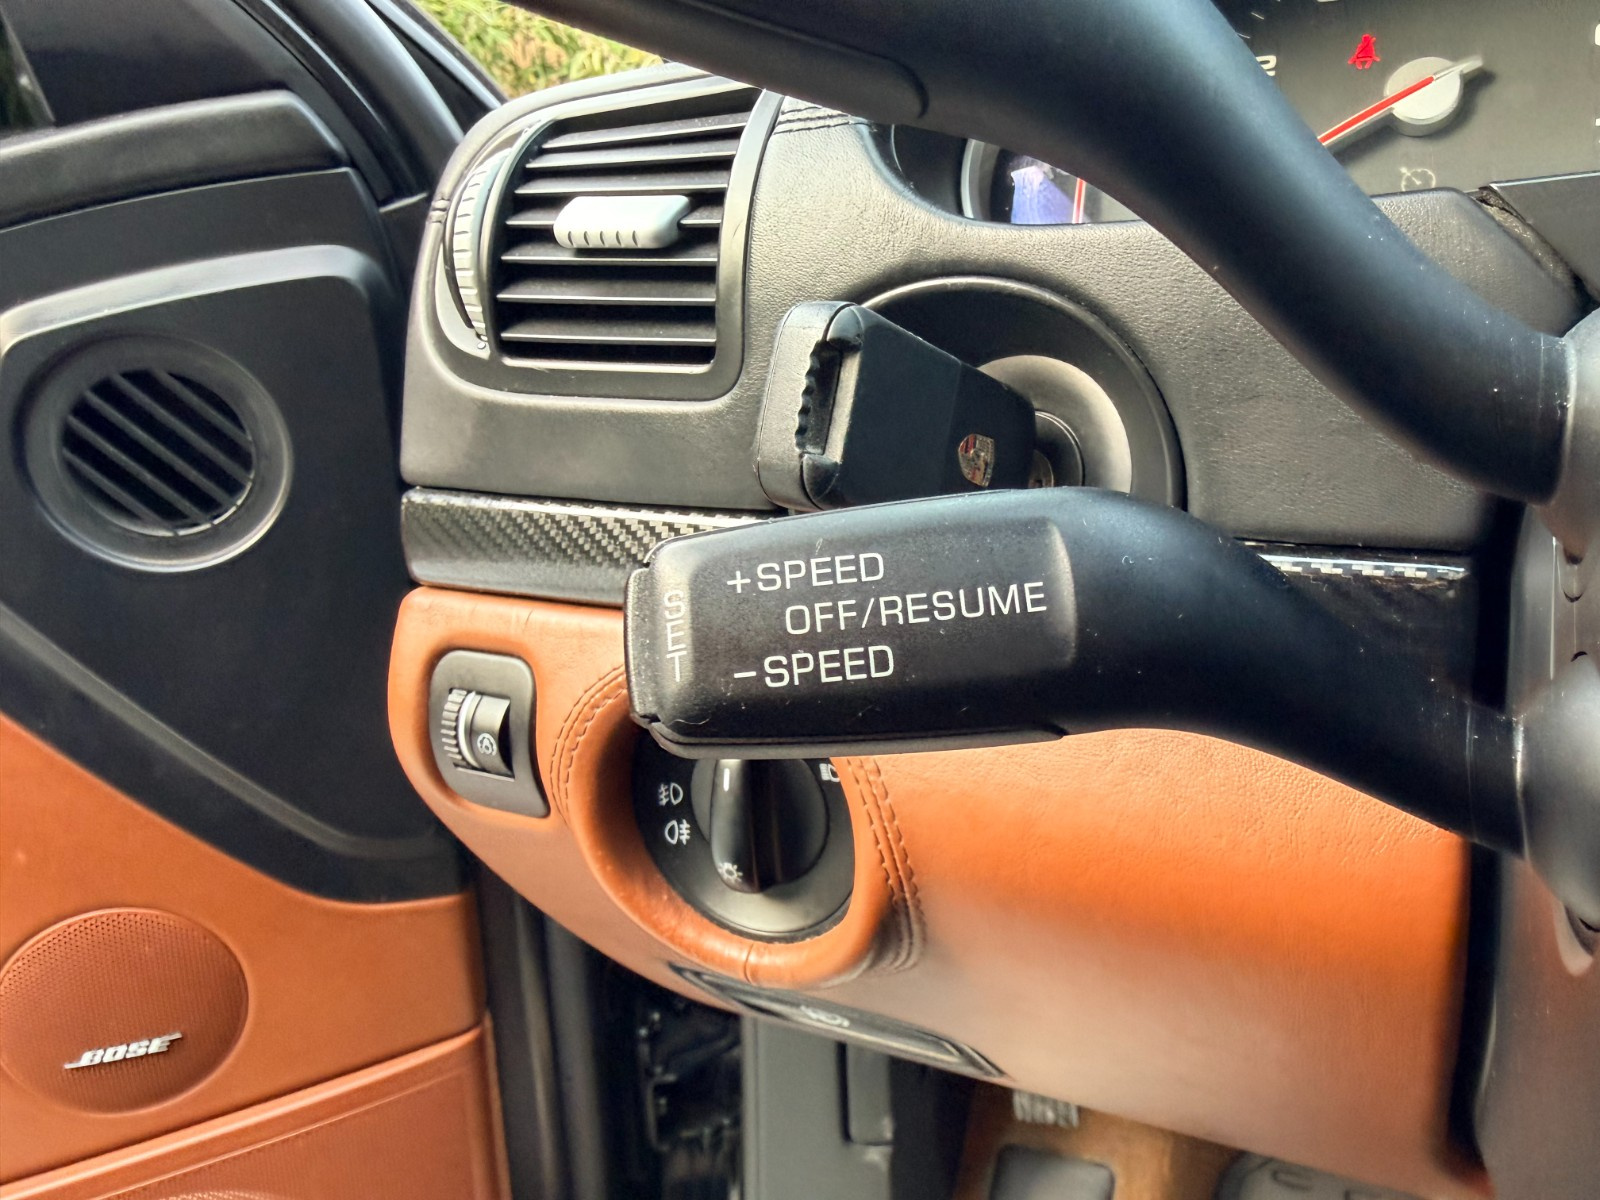 +SPEED
OFF/RESUME
−SPEED
SET
BOSE